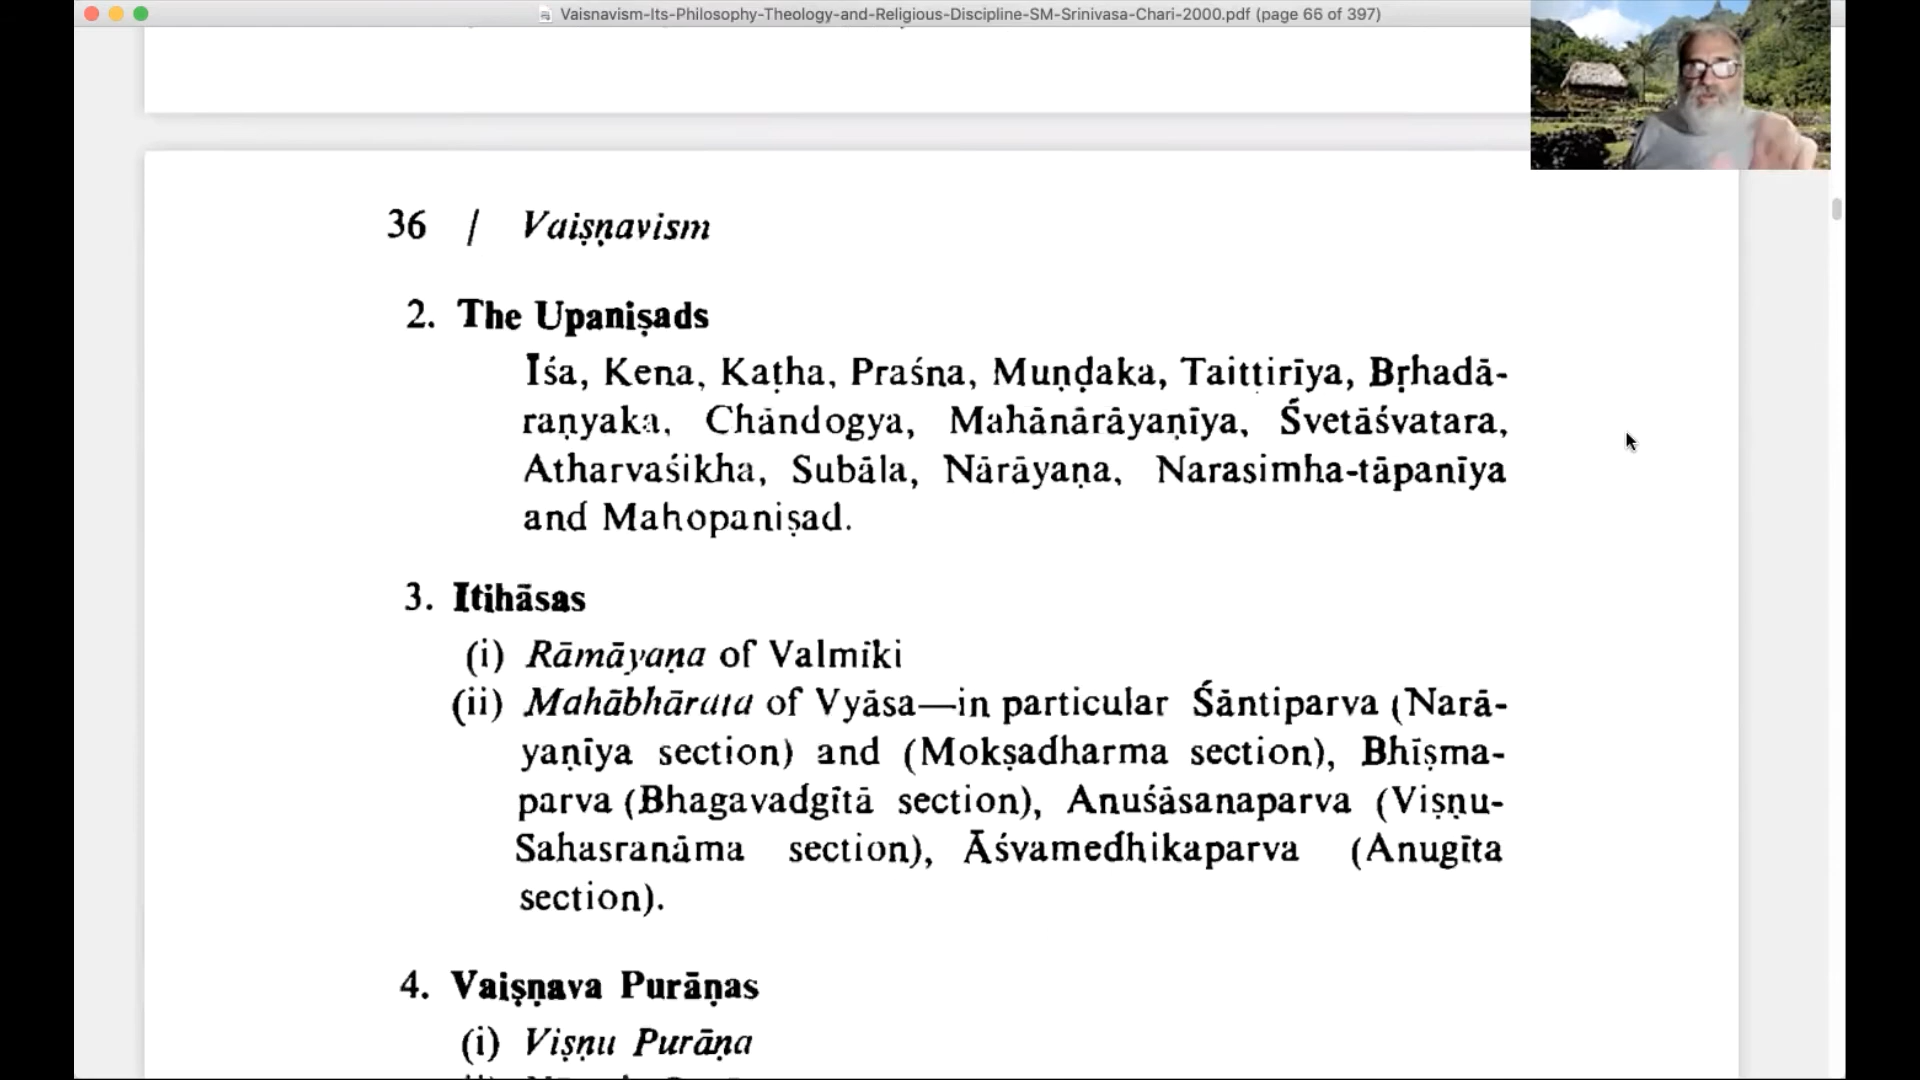 Vaisnavism-Its-Philosophy-Theology-and-Religious-Discipline-SM-Srinivasa-Chari-2000.pdf (page 66 of 397)
36 / Vaiṣṇavism
2. The Upaniṣads
Īśa, Kena, Kaṭha, Praśna, Muṇḍaka, Taittirīya, Bṛhadā-
raṇyaka, Chāndogya, Mahānārāyaṇīya, Śvetāśvatara,
Atharvaśikha, Subāla, Nārāyaṇa, Narasimha-tāpanīya
and Mahopaniṣad.
3. Itihāsas
(i) Rāmāyaṇa of Valmīki
(ii) Mahābhārata of Vyāsa—in particular Śāntiparva (Narā-
yaṇīya section) and (Mokṣadharma section), Bhīṣma-
parva (Bhagavadgītā section), Anuśāsanaparva (Viṣṇu-
Sahasranāma section), Āśvamedhikaparva (Anugīta
section).
4. Vaiṣṇava Purāṇas
(i) Viṣṇu Purāṇa